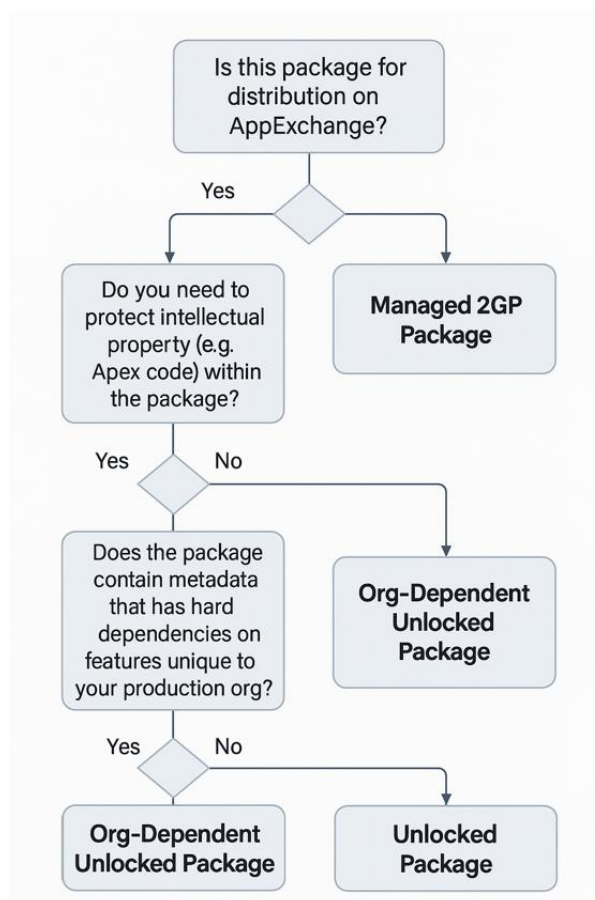 Is this package for
distribution on
AppExchange?
Yes
Do you need to
protect intellectual
property (e.g.
Apex code) within
the package?
Managed 2GP
Package
Yes
No
Does the package
contain metadata
that has hard
dependencies on
features unique to
your production org?
Org-Dependent
Unlocked
Package
Yes
No
Org-Dependent
Unlocked Package
Unlocked
Package